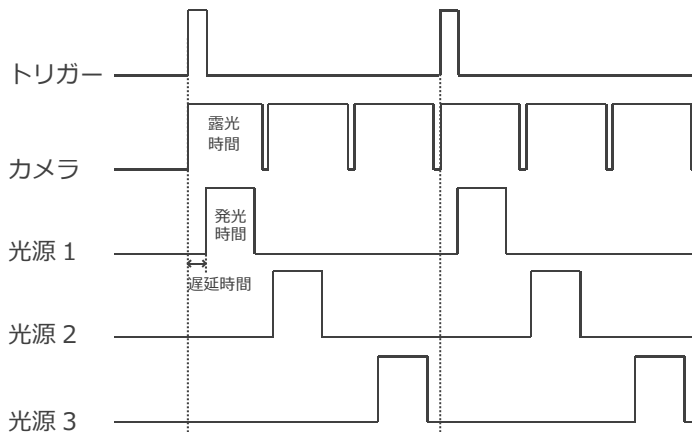 トリガー
露光
時間
カメラ
発光
時間
光源 1
遅延時間
光源 2
光源 3